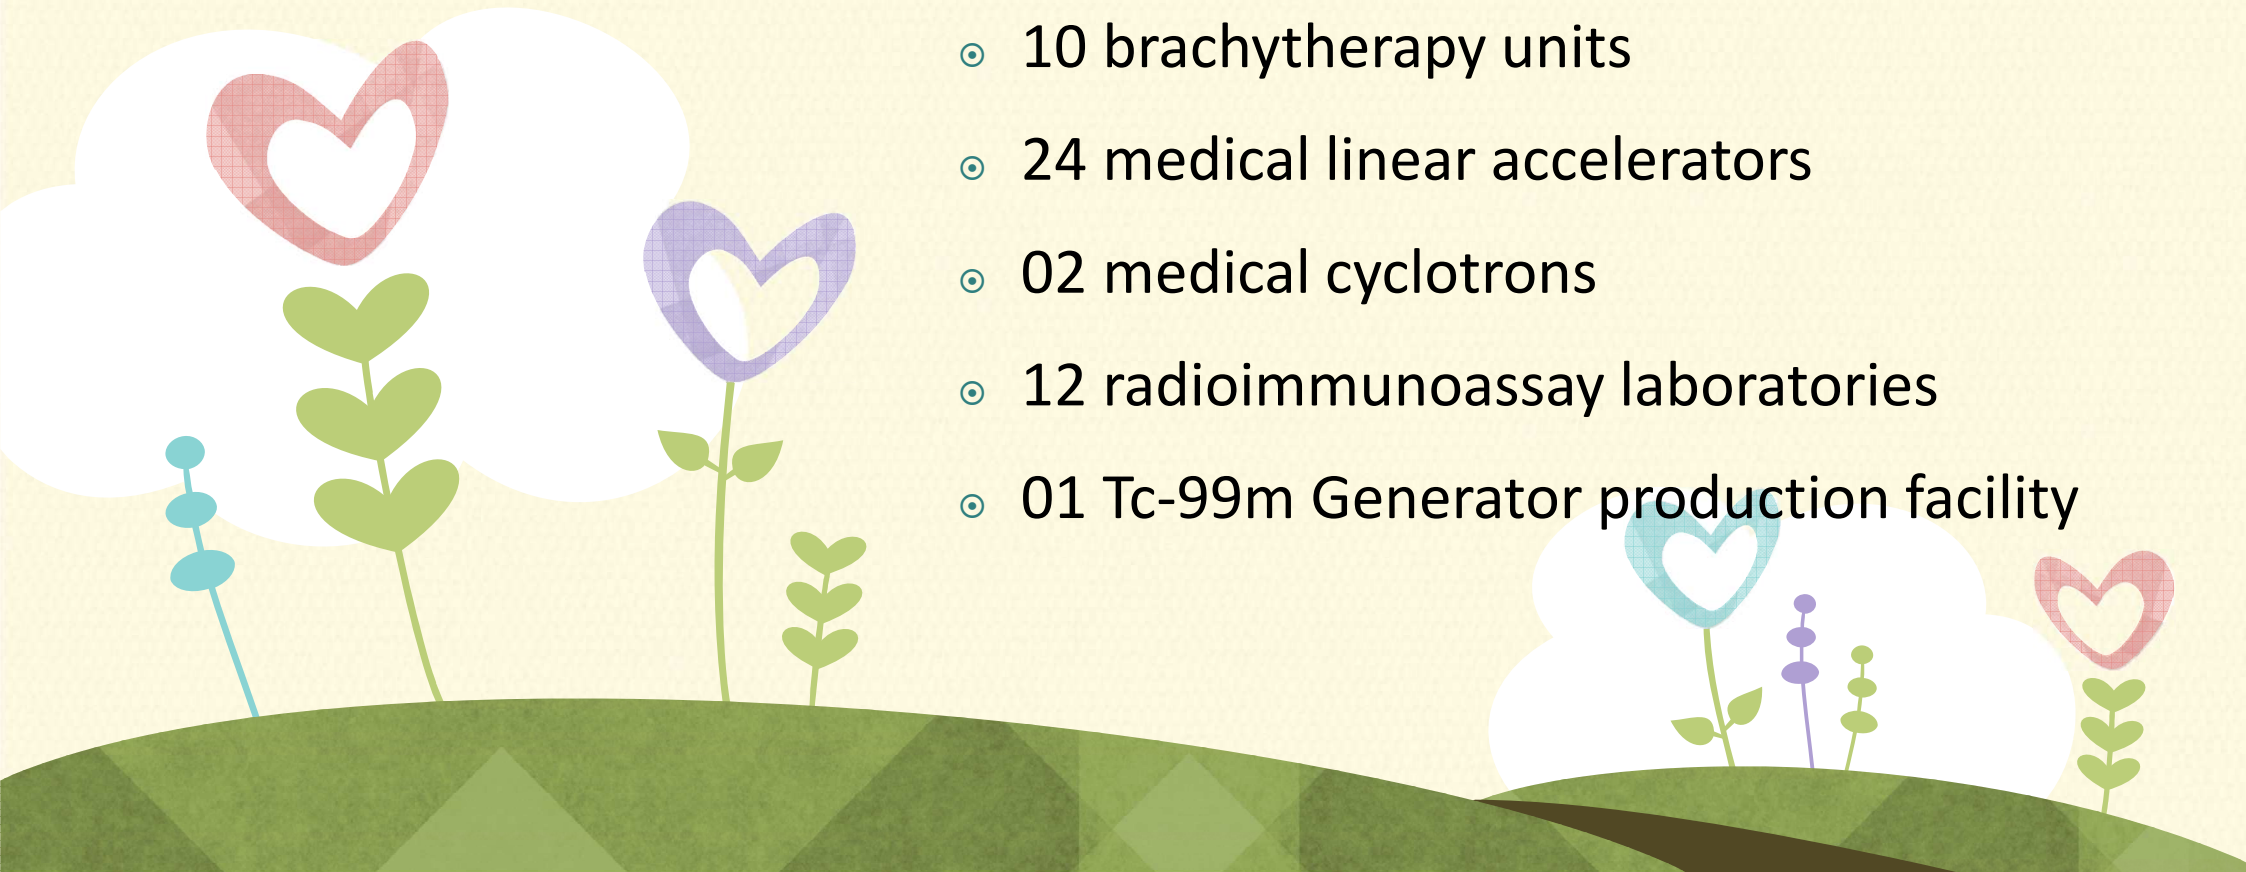 10 brachytherapy units
24 medical linear accelerators
02 medical cyclotrons
12 radioimmunoassay laboratories
01 Tc-99m Generator production facility